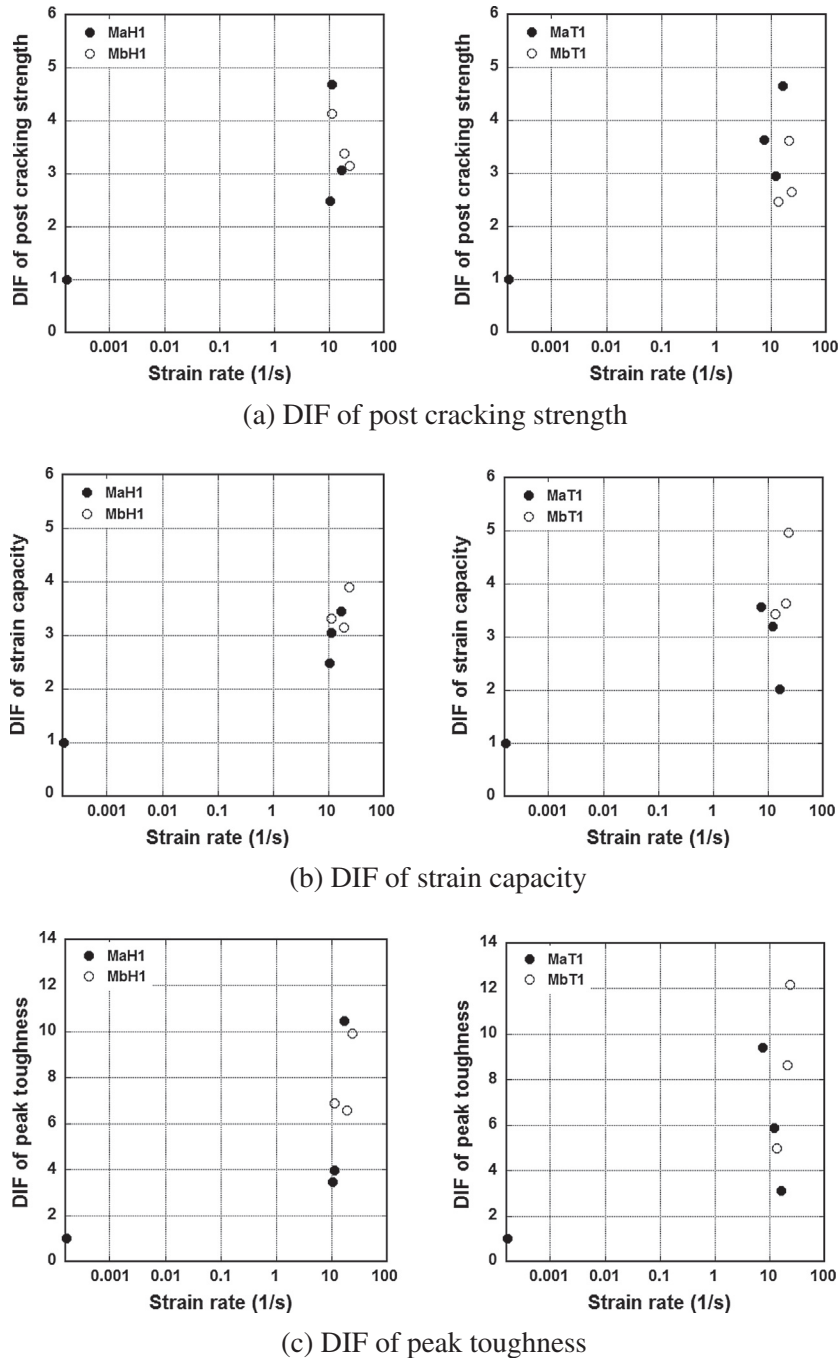 6
5
4
3
2
1
0
MaH1
MbH1
DIF of post cracking strength
0.001 0.01 0.1 1 10 100
Strain rate (1/s)
6
5
4
3
2
1
0
MaT1
MbT1
DIF of post cracking strength
0.001 0.01 0.1 1 10 100
Strain rate (1/s)
(a) DIF of post cracking strength
6
5
4
3
2
1
0
MaH1
MbH1
DIF of strain capacity
0.001 0.01 0.1 1 10 100
Strain rate (1/s)
6
5
4
3
2
1
0
MaT1
MbT1
DIF of strain capacity
0.001 0.01 0.1 1 10 100
Strain rate (1/s)
(b) DIF of strain capacity
14
12
10
8
6
4
2
0
MaH1
MbH1
DIF of peak toughness
0.001 0.01 0.1 1 10 100
Strain rate (1/s)
14
12
10
8
6
4
2
0
MaT1
MbT1
DIF of peak toughness
0.001 0.01 0.1 1 10 100
Strain rate (1/s)
(c) DIF of peak toughness